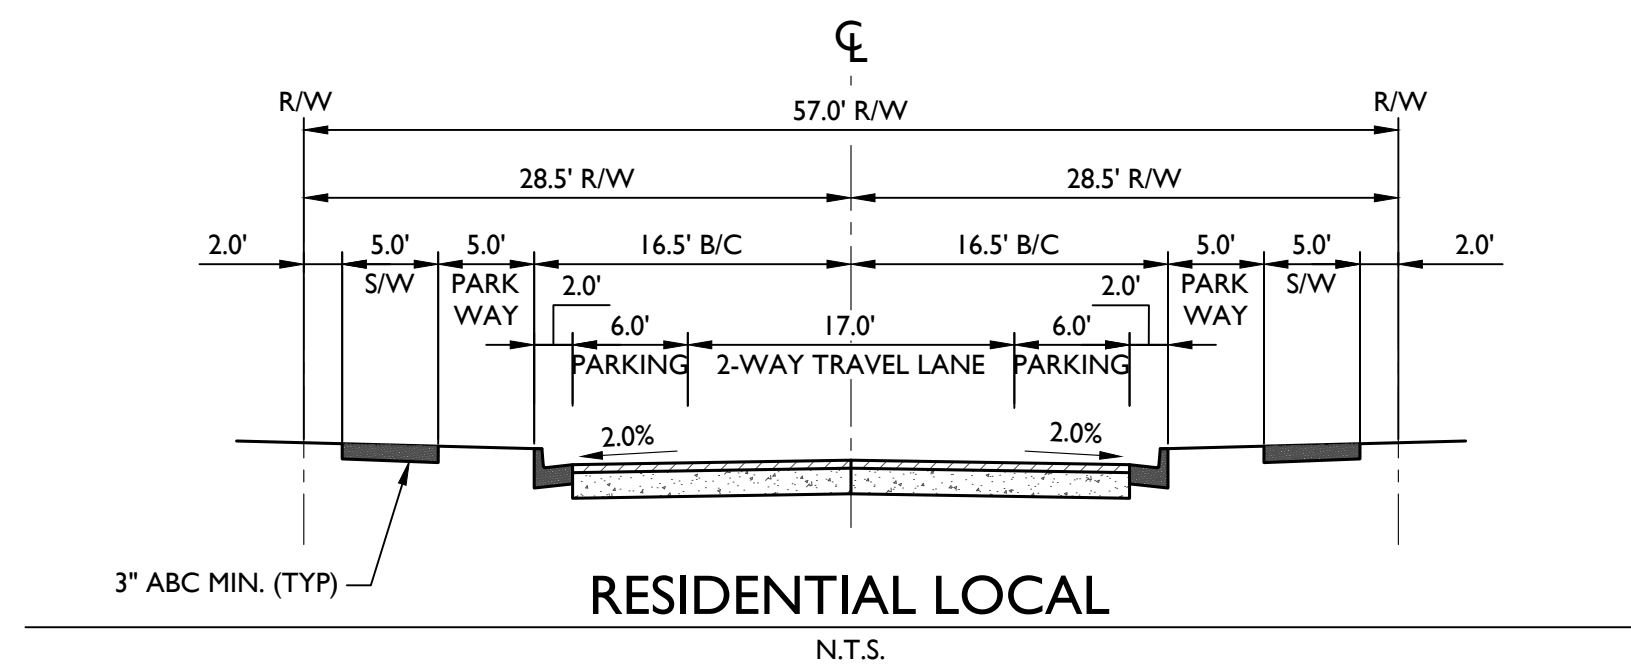 ℄
R/W
R/W
57.0' R/W
28.5' R/W
28.5' R/W
2.0'
5.0'
5.0'
16.5' B/C
16.5' B/C
5.0'
5.0'
2.0'
S/W
PARK
WAY
2.0'
2.0'
PARK
WAY
S/W
6.0'
17.0'
6.0'
PARKING
2-WAY TRAVEL LANE
PARKING
2.0%
2.0%
3" ABC MIN. (TYP)
RESIDENTIAL LOCAL
N.T.S.